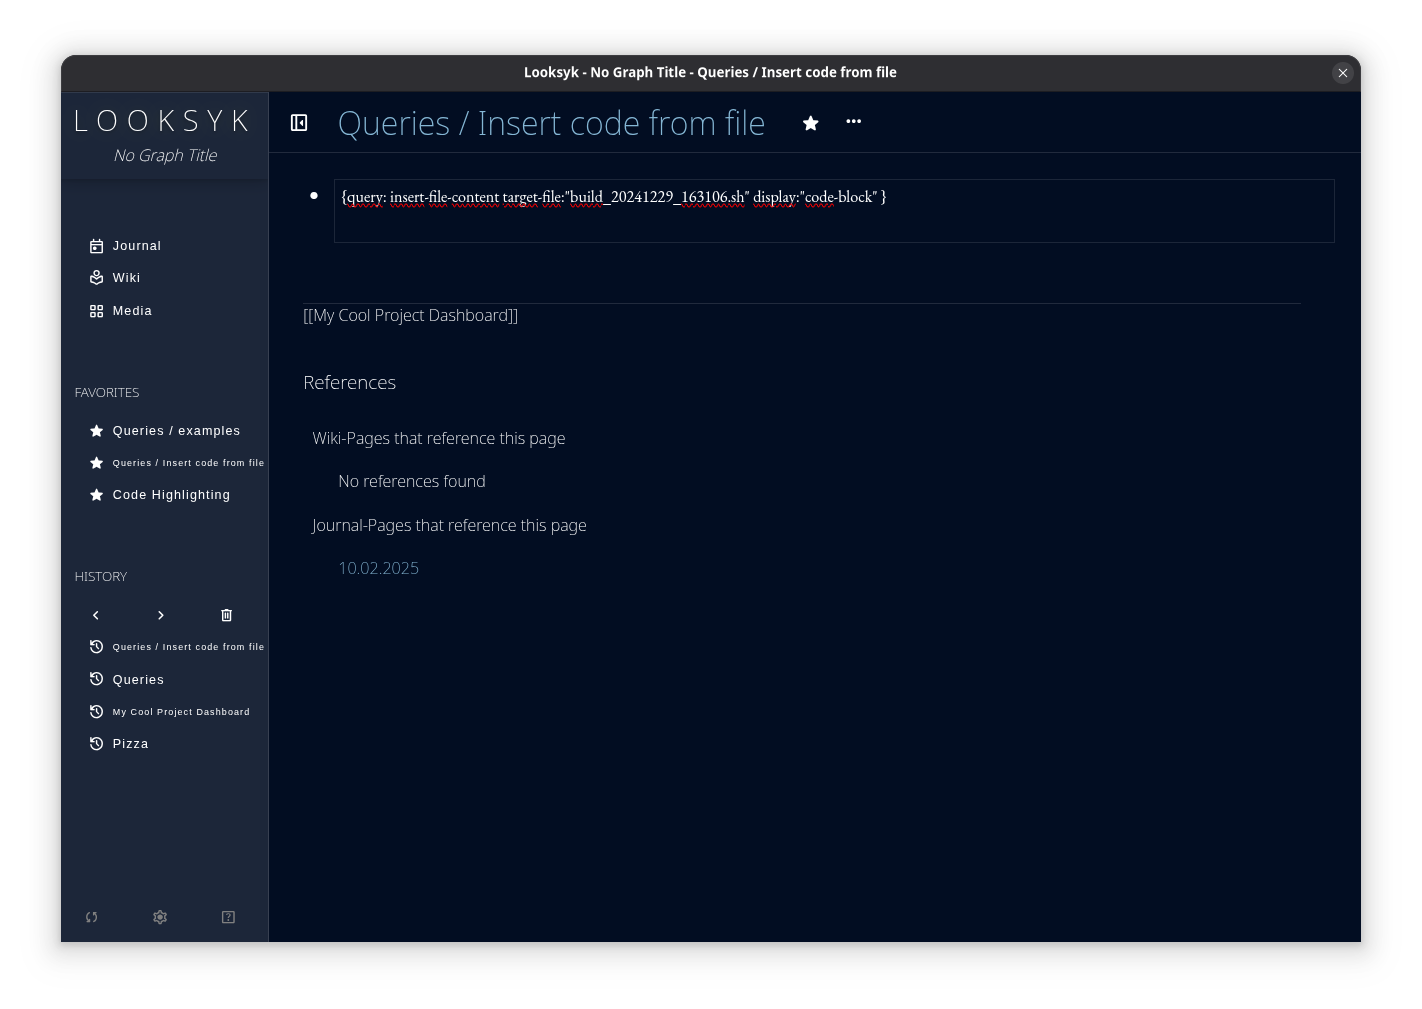 Looksyk - No Graph Title - Queries / Insert code from file
LOOKSYK
No Graph Title
Journal
Wiki
Media
FAVORITES
Queries / examples
Queries / Insert code from file
Code Highlighting
HISTORY
Queries / Insert code from file
Queries
My Cool Project Dashboard
Pizza
Queries / Insert code from file
{query: insert-file-content target-file:"build_20241229_163106.sh" display:"code-block" }
[[My Cool Project Dashboard]]
References
Wiki-Pages that reference this page
No references found
Journal-Pages that reference this page
10.02.2025